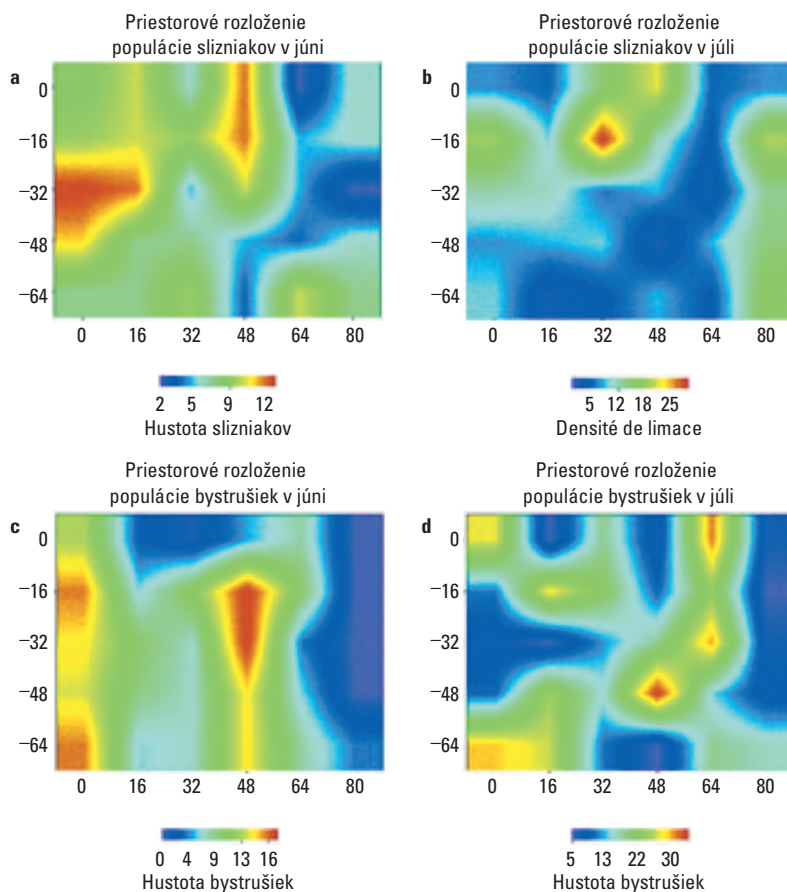 Priestorové rozloženie
populácie slizniakov v júni
a
0
−16
−32
−48
−64
0 16 32 48 64 80
2 5 9 12
Hustota slizniakov
Priestorové rozloženie
populácie slizniakov v júli
b
0
−16
−32
−48
−64
0 16 32 48 64 80
5 12 18 25
Densité de limace
Priestorové rozloženie
populácie bystrušiek v júni
c
0
−16
−32
−48
−64
0 16 32 48 64 80
0 4 9 13 16
Hustota bystrušiek
Priestorové rozloženie
populácie bystrušiek v júli
d
0
−16
−32
−48
−64
0 16 32 48 64 80
5 13 22 30
Hustota bystrušiek